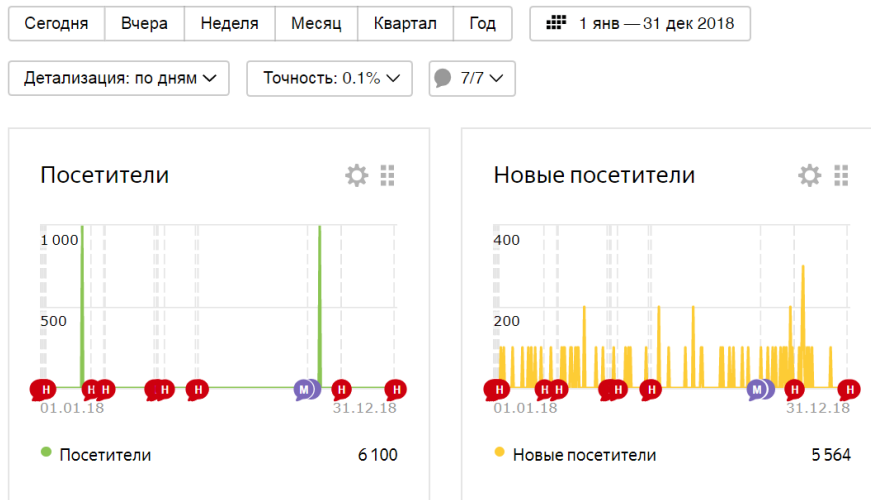 Сегодня Вчера Неделя Месяц Квартал Год 1 янв — 31 дек 2018
Детализация: по дням Точность: 0.1% 7/7
Посетители
1 000
500
Н Н Н Н Н М Н Н
01.01.18 31.12.18
Посетители 6 100
Новые посетители
400
200
Н Н Н Н Н М Н Н
01.01.18 31.12.18
Новые посетители 5 564